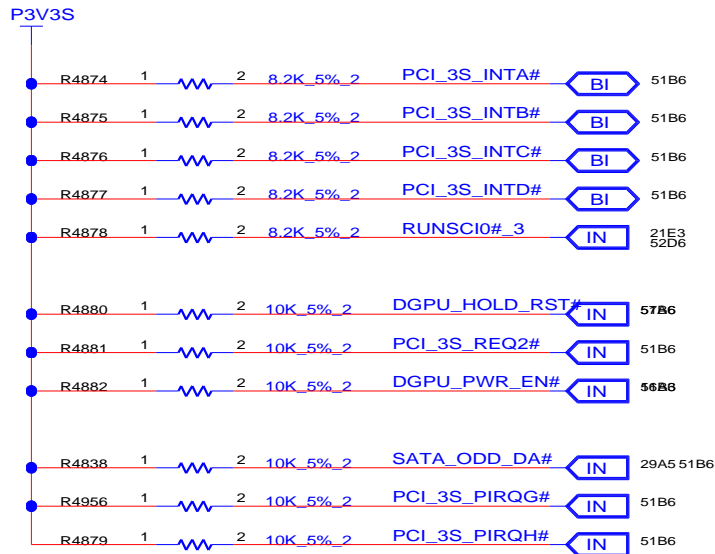 P3V3S
R4874 1 2 8.2K_5%_2 PCI_3S_INTA# BI 51B6
R4875 1 2 8.2K_5%_2 PCI_3S_INTB# BI 51B6
R4876 1 2 8.2K_5%_2 PCI_3S_INTC# BI 51B6
R4877 1 2 8.2K_5%_2 PCI_3S_INTD# BI 51B6
R4878 1 2 8.2K_5%_2 RUNSCI0#_3 IN 21E3
52D6
R4880 1 2 10K_5%_2 DGPU_HOLD_RST# IN
R4881 1 2 10K_5%_2 PCI_3S_REQ2# IN 51B6
R4882 1 2 10K_5%_2 DGPU_PWR_EN# IN
R4838 1 2 10K_5%_2 SATA_ODD_DA# IN 29A5 51B6
R4956 1 2 10K_5%_2 PCI_3S_PIRQG# IN 51B6
R4879 1 2 10K_5%_2 PCI_3S_PIRQH# IN 51B6